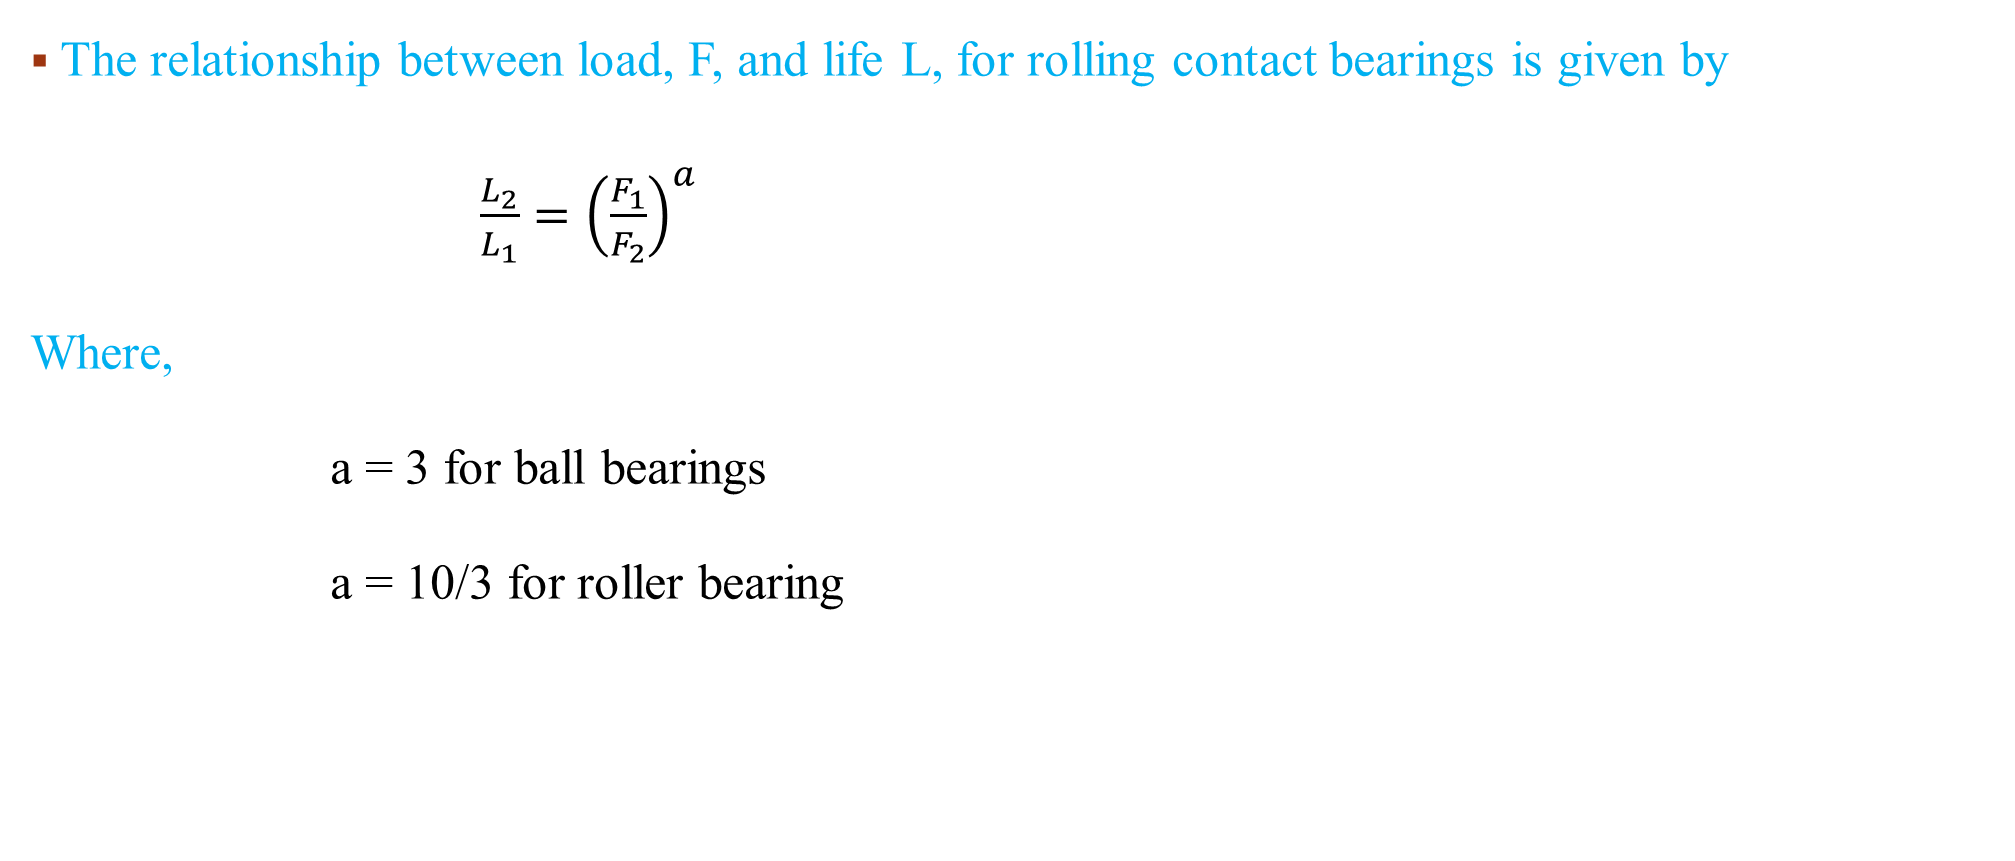 ▪ The relationship between load, F, and life L, for rolling contact bearings is given by
L₂/L₁ = (F₁/F₂)ᵃ
Where,
a = 3 for ball bearings
a = 10/3 for roller bearing